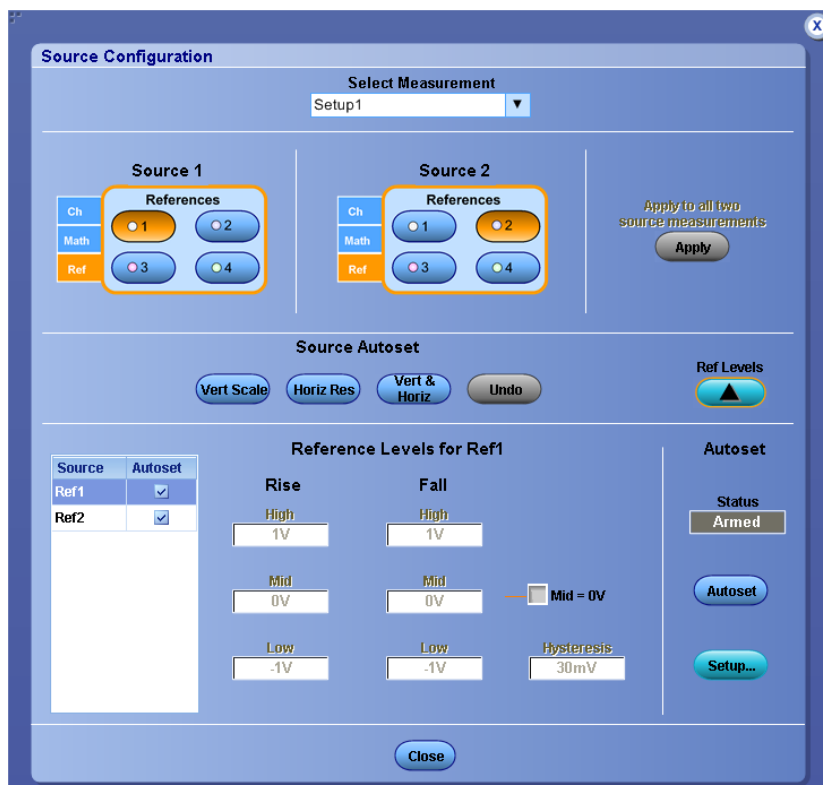 X
Source Configuration
Select Measurement
Setup1
Source 1
Ch
Math
Ref
References
1
2
3
4
Source 2
Ch
Math
Ref
References
1
2
3
4
Apply to all two
source measurements
Apply
Source Autoset
Vert Scale
Horiz Res
Vert &
Horiz
Undo
Ref Levels
Source Autoset
Ref1
Ref2
Reference Levels for Ref1
Rise
Fall
High
1V
High
1V
Mid
0V
Mid
0V
Mid = 0V
Low
-1V
Low
-1V
Hysteresis
30mV
Autoset
Status
Armed
Autoset
Setup...
Close